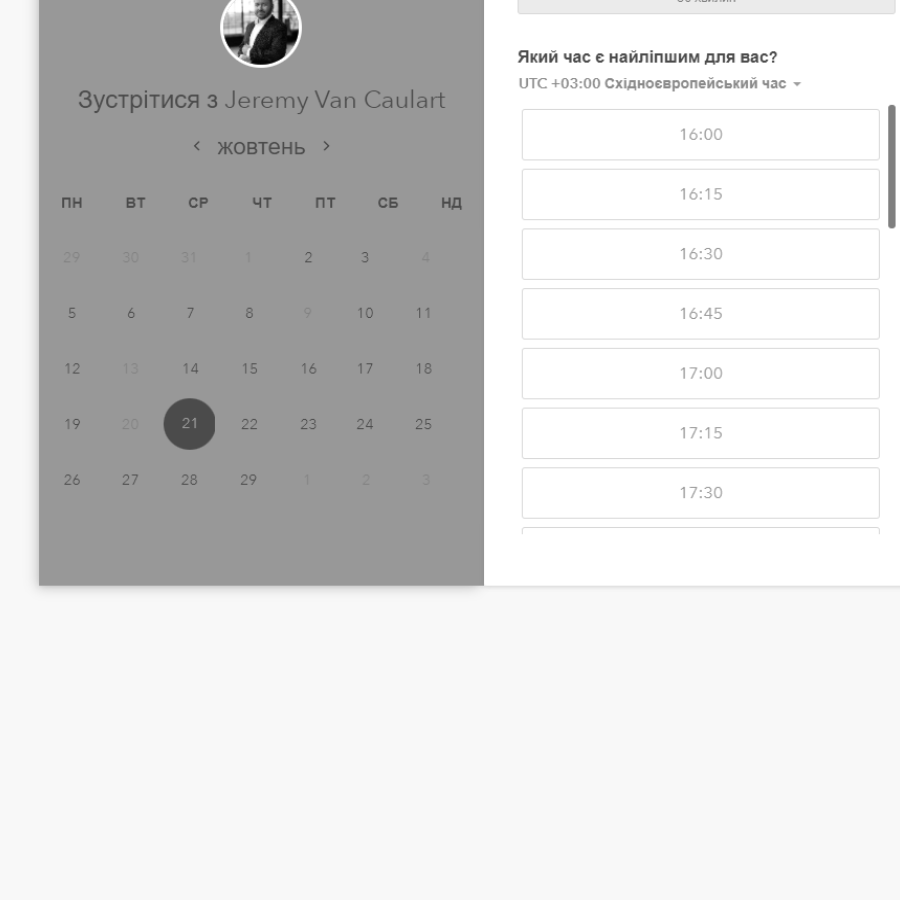 Зустрітися з Jeremy Van Caulart
жовтень
ПН ВТ СР ЧТ ПТ СБ НД
29 30 31 1 2 3 4
5 6 7 8 9 10 11
12 13 14 15 16 17 18
19 20 21 22 23 24 25
26 27 28 29 1 2 3
Який час є найліпшим для вас?
UTC +03:00 Східноєвропейський час
16:00
16:15
16:30
16:45
17:00
17:15
17:30